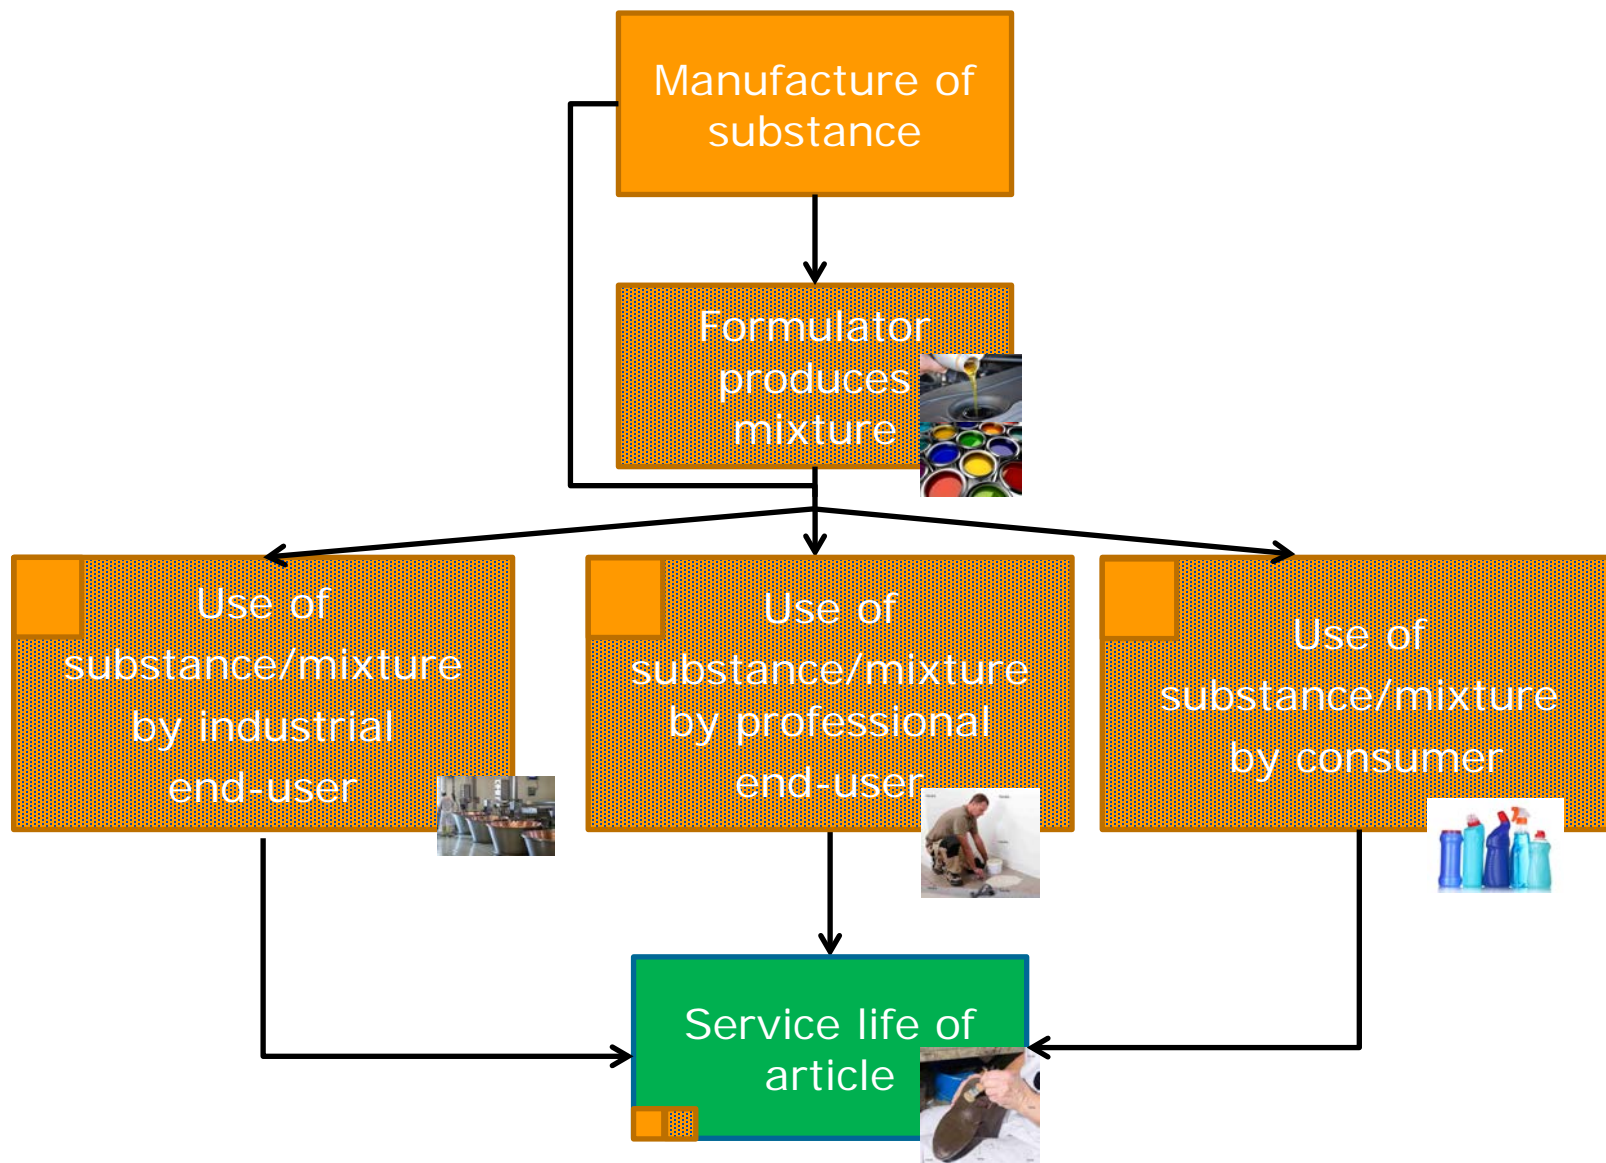 Manufacture of
substance
Formulator
produces
mixture
Use of
substance/mixture
by industrial
end-user
Use of
substance/mixture
by professional
end-user
Use of
substance/mixture
by consumer
Service life of
article